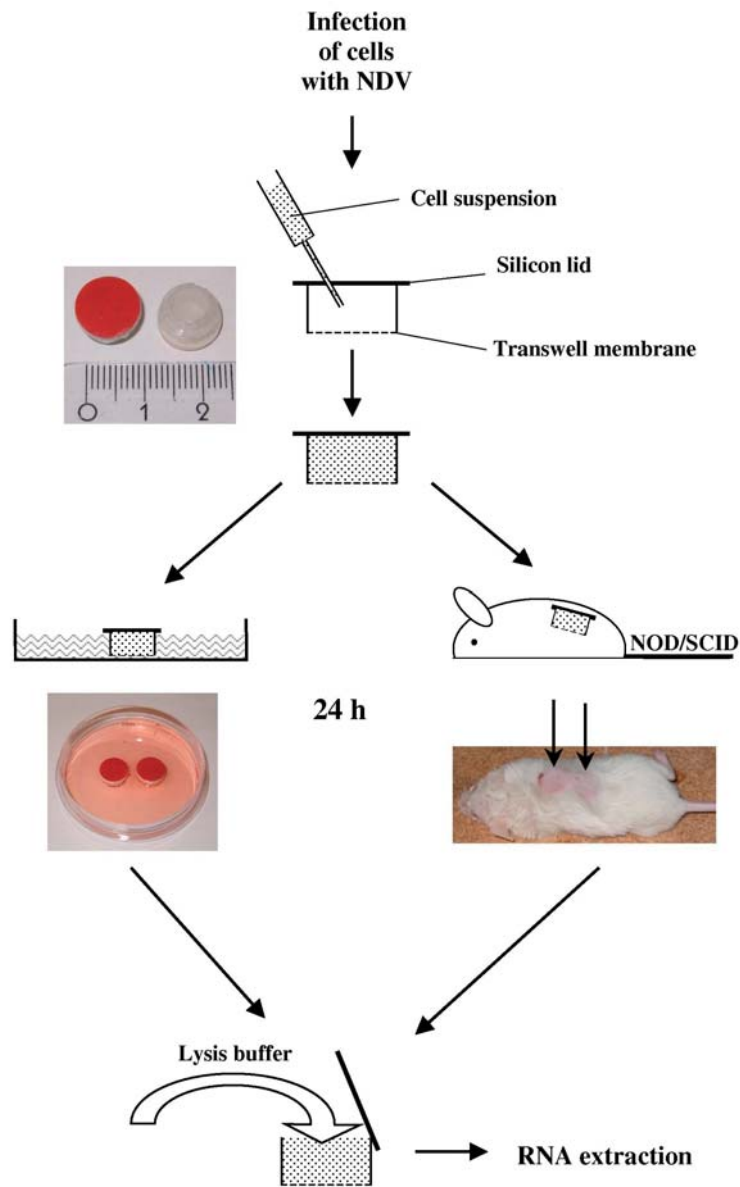 Infection
of cells
with NDV
Cell suspension
Silicon lid
Transwell membrane
0 1 2
NOD/SCID
24 h
Lysis buffer
RNA extraction